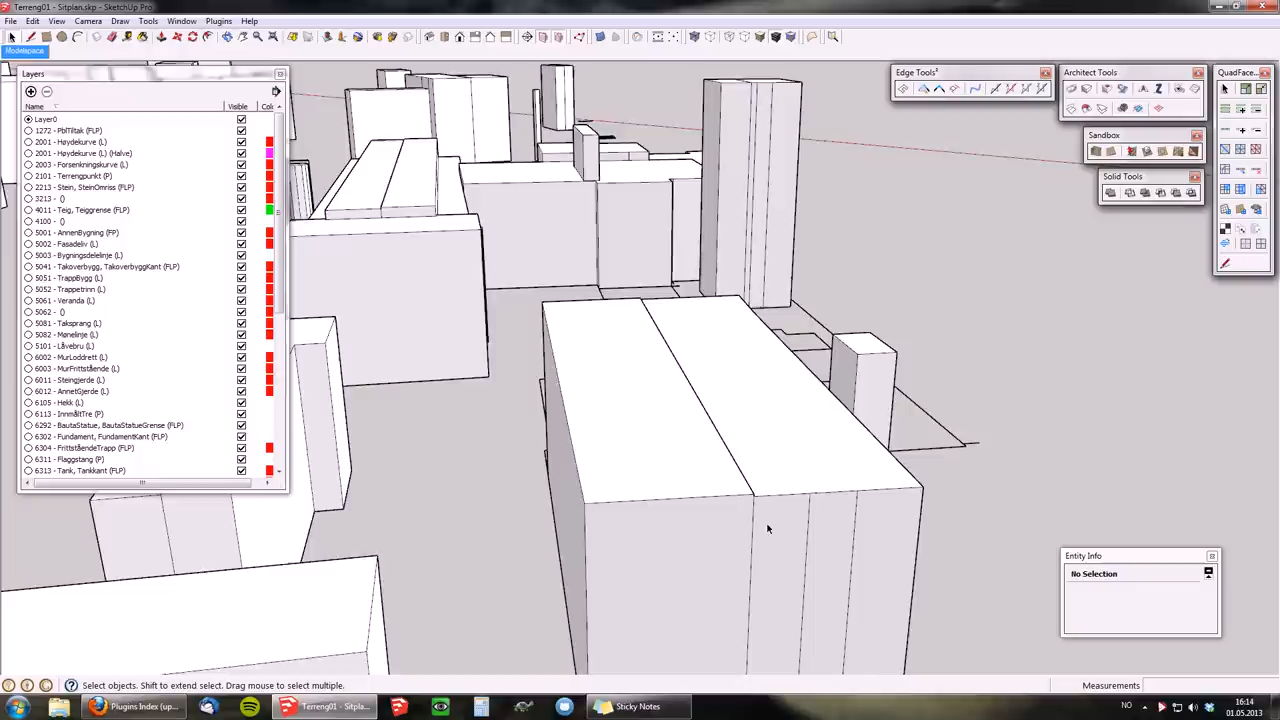 Terreng01 - Sitplan.skp - SketchUp Pro
File Edit View Camera Draw Tools Window Plugins Help
Modelspace
Layers
Name Visible Col
Layer0
1272 - PblTiltak (FLP)
2001 - Høydekurve (L)
2001 - Høydekurve (L) (Halve)
2003 - Forsenkningskurve (L)
2101 - Terrengpunkt (P)
2213 - Stein, SteinOmriss (FLP)
3213 - ()
4011 - Teig, Teiggrense (FLP)
4100 - ()
5001 - AnnenBygning (FP)
5002 - Fasadeliv (L)
5003 - Bygningsdelelinje (L)
5041 - Takoverbygg, TakoverbyggKant (FLP)
5051 - TrappBygg (L)
5052 - Trappetrinn (L)
5061 - Veranda (L)
5062 - ()
5081 - Taksprang (L)
5082 - Mønelinje (L)
5101 - Låvebru (L)
6002 - MurLoddrett (L)
6003 - MurFrittstående (L)
6011 - Steingjerde (L)
6012 - AnnetGjerde (L)
6105 - Hekk (L)
6113 - InnmåltTre (P)
6292 - BautaStatue, BautaStatueGrense (FLP)
6302 - Fundament, FundamentKant (FLP)
6304 - FrittståendeTrapp (FLP)
6311 - Flaggstang (P)
6313 - Tank, Tankkant (FLP)
Edge Tools²
Architect Tools
QuadFace...
Sandbox
Solid Tools
Entity Info
No Selection
Select objects. Shift to extend select. Drag mouse to select multiple.
Measurements
Plugins Index (up...
Terreng01 - Sitpla...
Sticky Notes
NO
16:14
01.05.2013